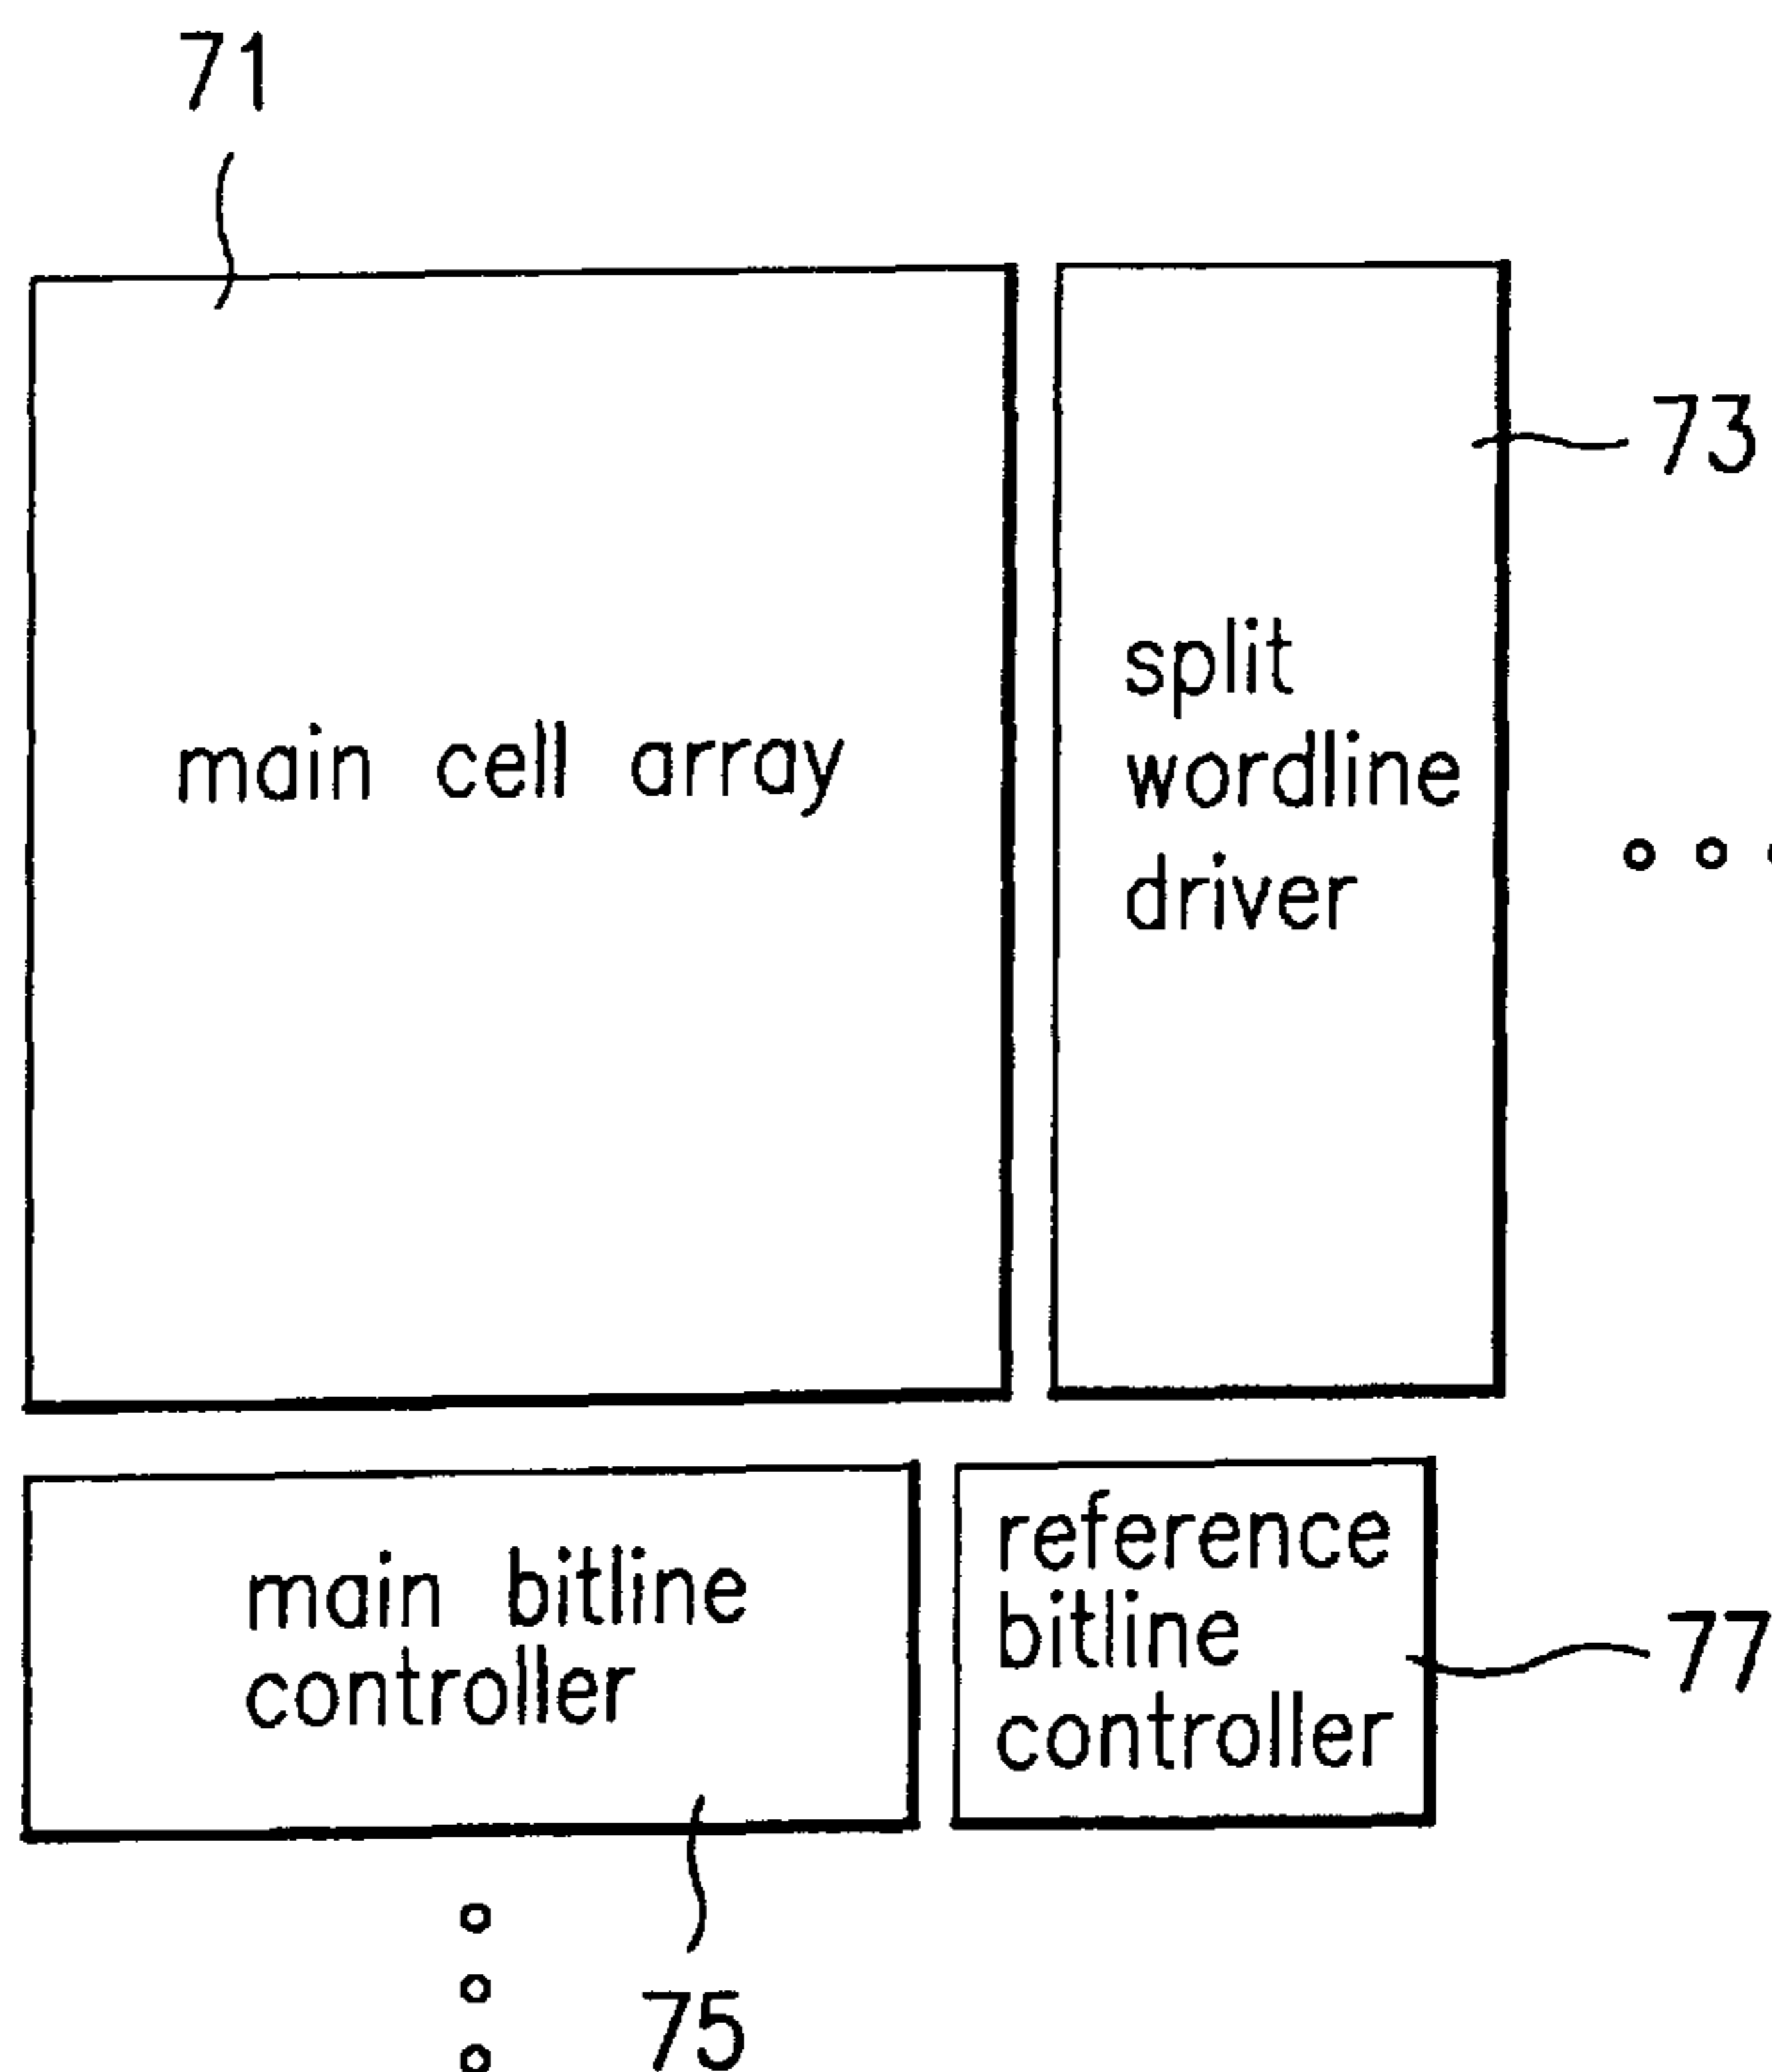 71
73
main cell array
split
wordline
driver
main bitline
controller
reference
bitline
controller
77
75